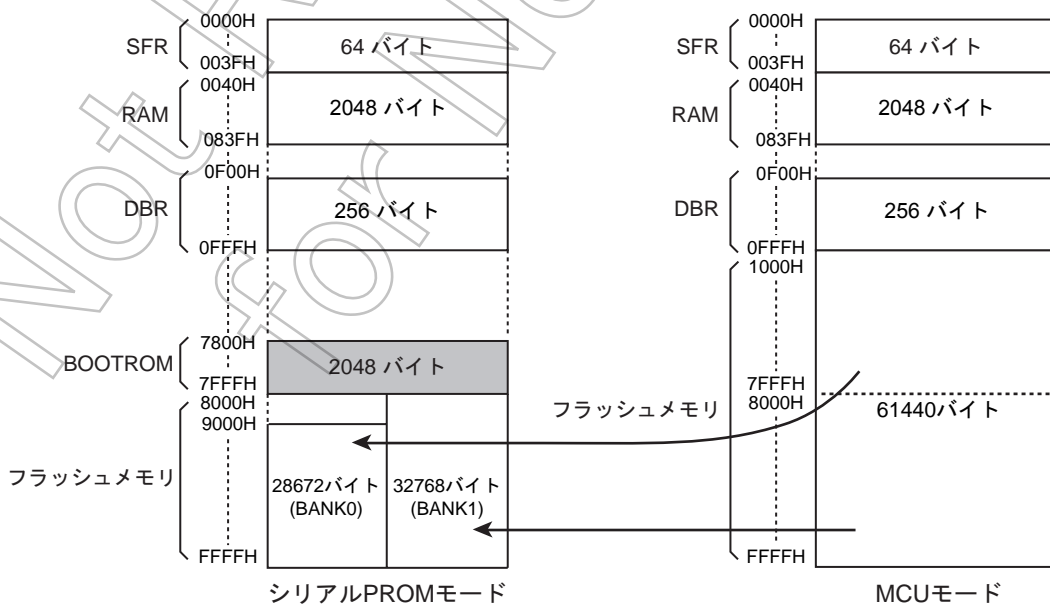 0000H
SFR
64 バイト
003FH
0040H
RAM
2048 バイト
083FH
0F00H
DBR
256 バイト
0FFFH
7800H
BOOTROM
2048 バイト
7FFFH
8000H
9000H
フラッシュメモリ
28672バイト
(BANK0)
32768バイト
(BANK1)
FFFFH
シリアルPROMモード
0000H
SFR
64 バイト
003FH
0040H
RAM
2048 バイト
083FH
0F00H
DBR
256 バイト
0FFFH
1000H
7FFFH
フラッシュメモリ
8000H
61440バイト
FFFFH
MCUモード
Not
for